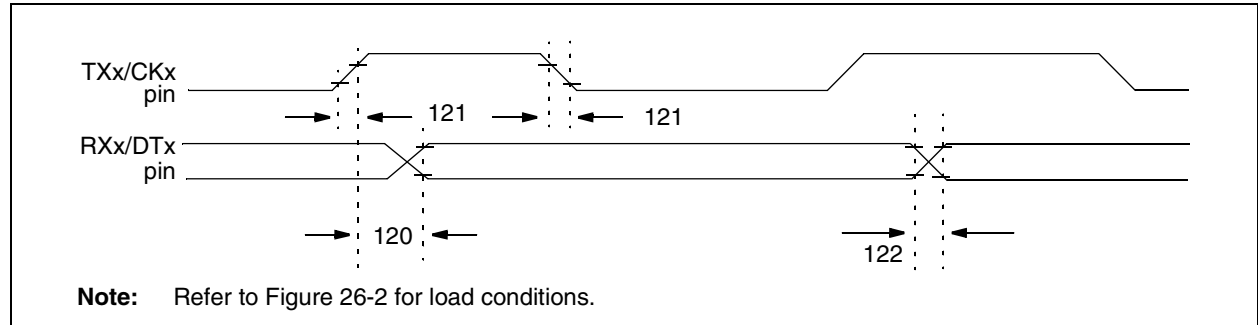 TXx/CKx
pin
121
121
RXx/DTx
pin
120
122
Note: Refer to Figure 26-2 for load conditions.